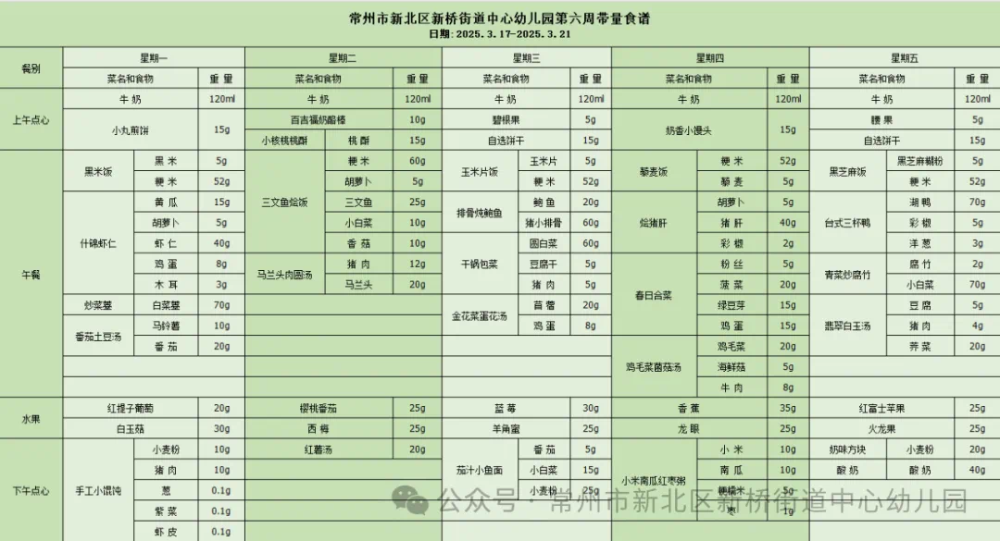 常州市新北区新桥街道中心幼儿园第六周带量食谱
日期:2025.3.17-2025.3.21
餐别 星期一 星期二 星期三 星期四 星期五
菜名和食物 重量 菜名和食物 重量 菜名和食物 重量 菜名和食物 重量 菜名和食物 重量
上午点心 牛奶 120ml 牛奶 120ml 牛奶 120ml 牛奶 120ml 牛奶 120ml
小丸煎饼 15g 百吉福奶酪棒 10g 碧根果 5g 奶香小馒头 15g 腰果 5g
小核桃桃酥 桃酥 15g 自选饼干 15g 自选饼干 15g
午餐 黑米饭 黑米 5g 三文鱼烩饭 粳米 60g 玉米片饭 玉米片 5g 藜麦饭 粳米 52g 黑芝麻饭 黑芝麻糊粉 5g
粳米 52g 胡萝卜 5g 粳米 52g 藜麦 5g 粳米 52g
什锦虾仁 黄瓜 15g 三文鱼 25g 排骨炖鲍鱼 鲍鱼 20g 烩猪肝 胡萝卜 5g 台式三杯鸭 湖鸭 70g
胡萝卜 5g 小白菜 10g 猪小排骨 60g 猪肝 40g 彩椒 5g
虾仁 40g 香菇 10g 干锅包菜 圆白菜 60g 彩椒 2g 洋葱 3g
鸡蛋 8g 马兰头肉圆汤 猪肉 12g 豆腐干 5g 春日合菜 粉丝 5g 青菜炒腐竹 腐竹 2g
木耳 3g 马兰头 20g 猪肉 5g 菠菜 20g 小白菜 70g
炒菜薹 白菜薹 70g 金花菜蛋花汤 苜蓿 20g 绿豆芽 15g 翡翠白玉汤 豆腐 5g
番茄土豆汤 马铃薯 10g 鸡蛋 8g 鸡蛋 15g 猪肉 4g
番茄 20g 鸡毛菜菌菇汤 鸡毛菜 20g 荠菜 20g
海鲜菇 5g
牛肉 8g
水果 红提子葡萄 20g 樱桃番茄 25g 蓝莓 30g 香蕉 35g 红富士苹果 25g
白玉菇 30g 西梅 25g 羊角蜜 25g 龙眼 25g 火龙果 25g
下午点心 手工小馄饨 小麦粉 10g 红薯汤 20g 茄汁小鱼面 番茄 5g 小米南瓜红枣粥 小米 10g 奶味方块 小麦粉 20g
猪肉 10g 小白菜 15g 南瓜 10g 酸奶 酸奶 40g
葱 0.1g 小麦粉 25g 粳糯米 5g
紫菜 0.1g 枣 1g
虾皮 0.1g
公众号·常州市新北区新桥街道中心幼儿园